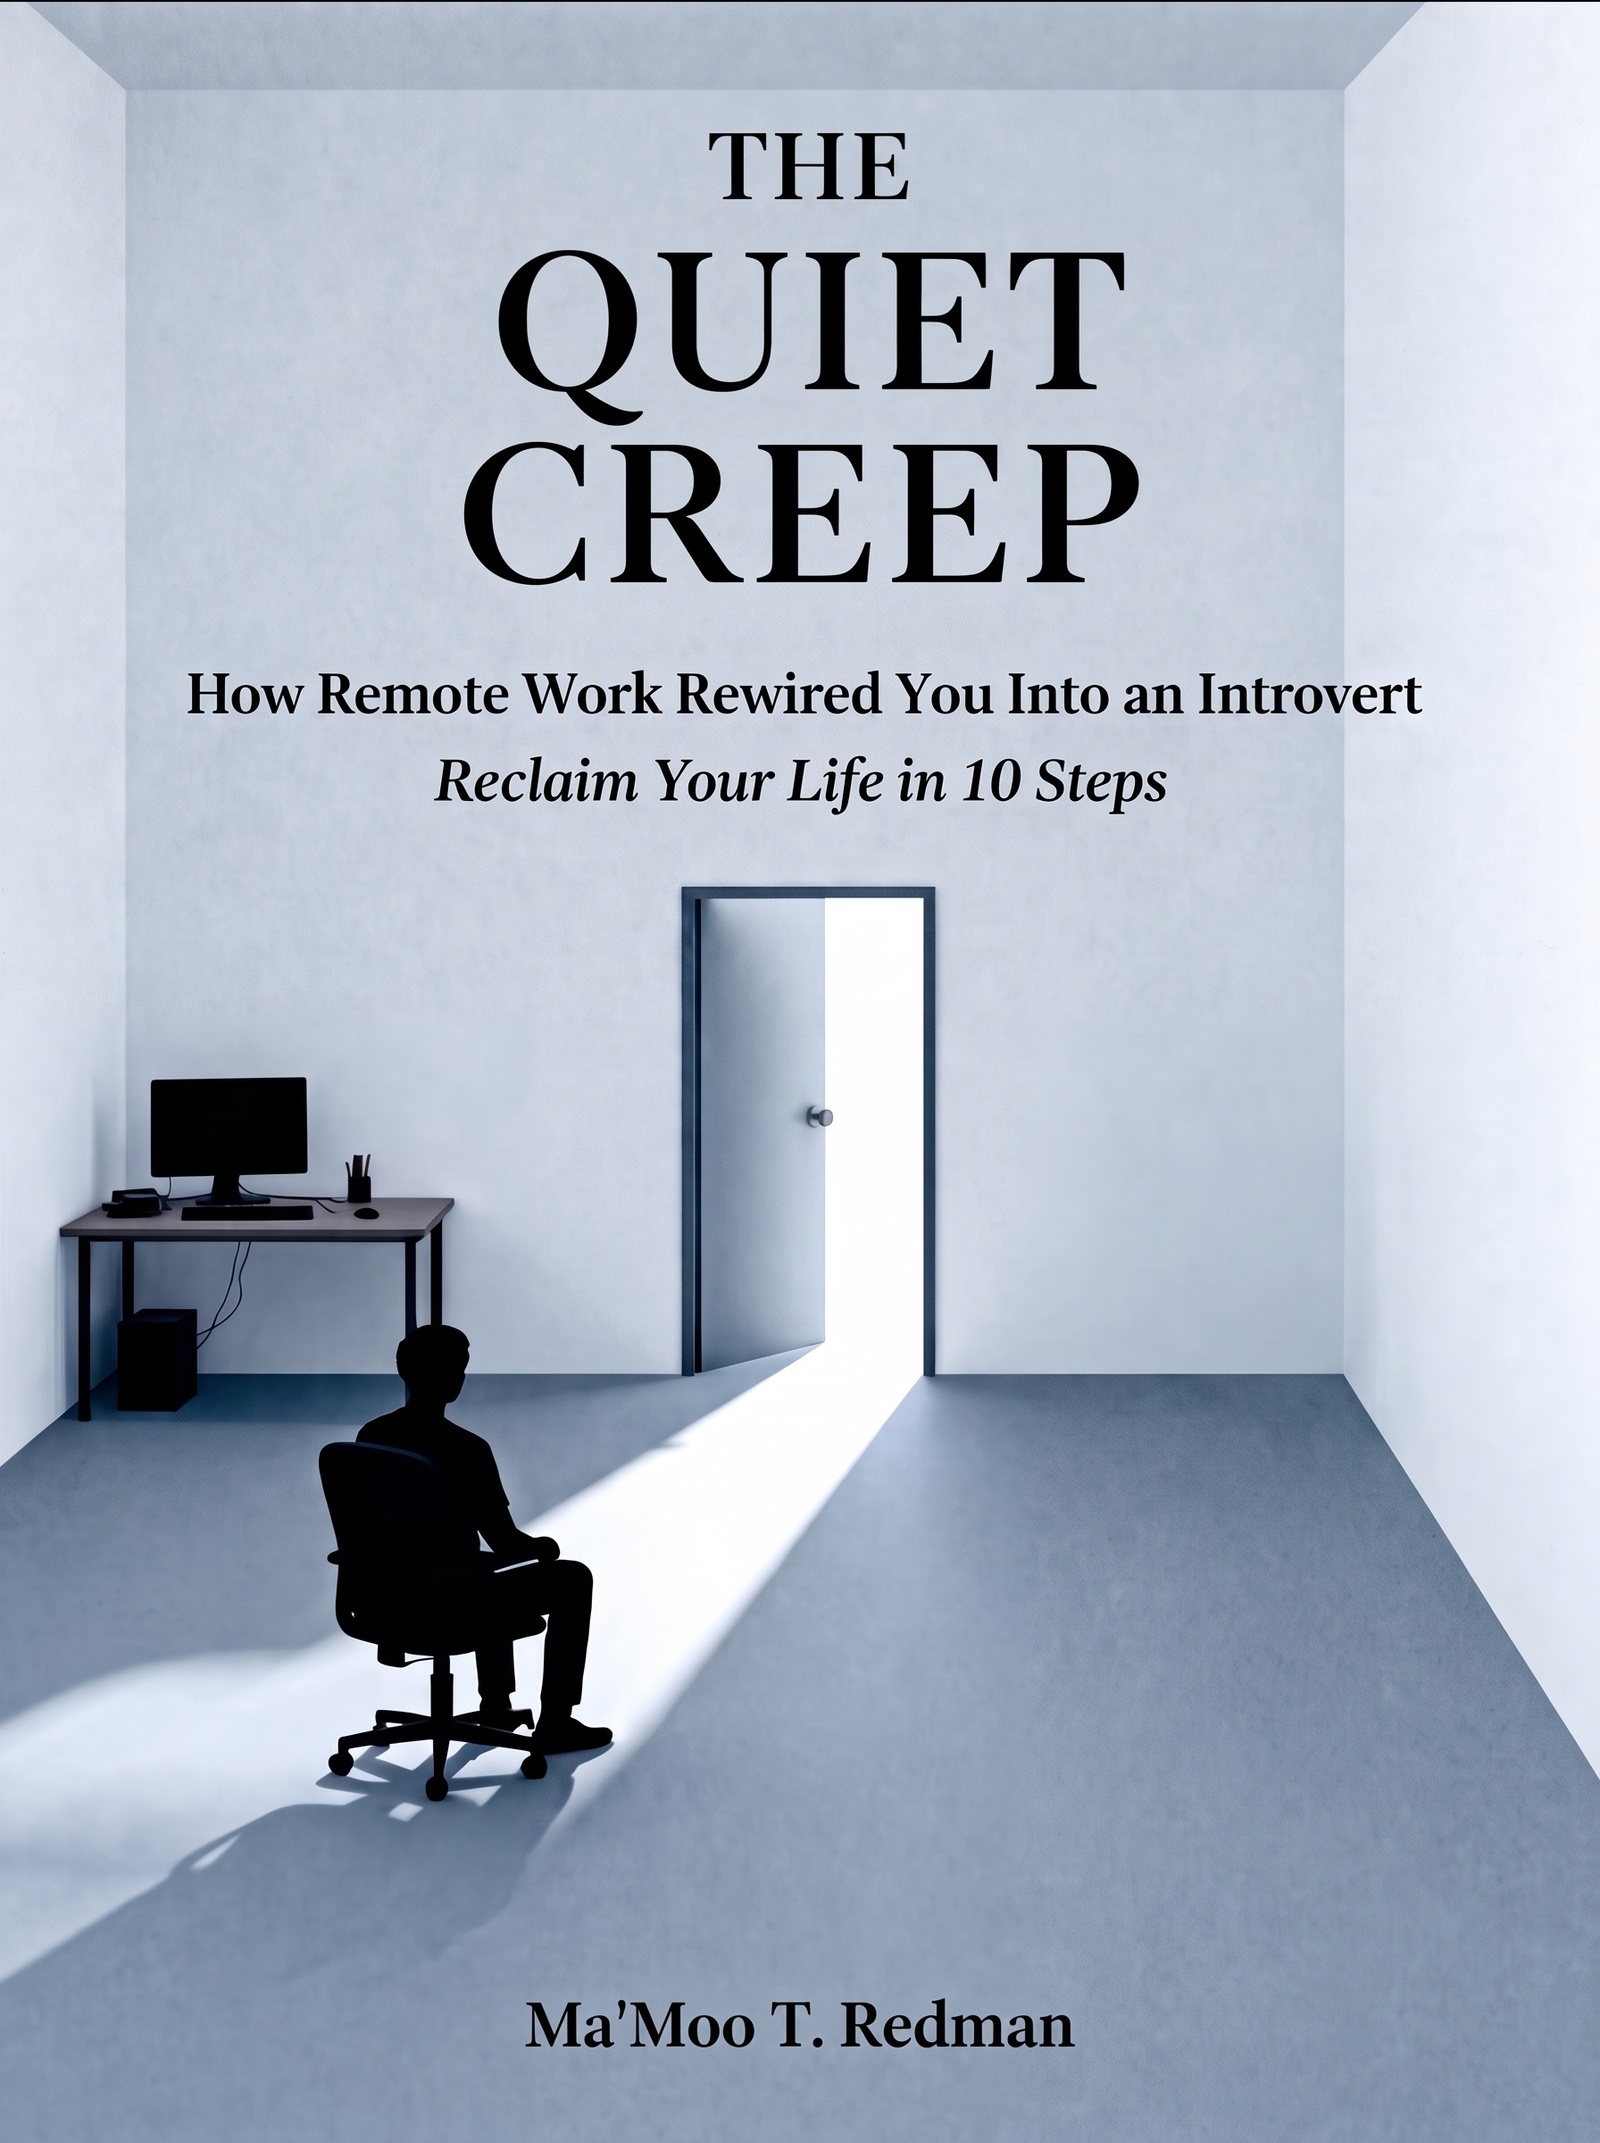 THE
QUIET
CREEP
How Remote Work Rewired You Into an Introvert
Reclaim Your Life in 10 Steps
Ma'Moo T. Redman